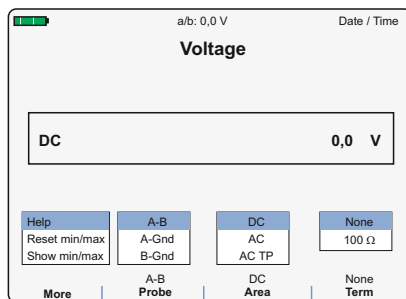 a/b: 0,0 V Date / Time
Voltage
DC 0,0 V
Help A-B DC None
Reset min/max A-Gnd AC 100 Ω
Show min/max B-Gnd AC TP
A-B DC None
More Probe Area Term